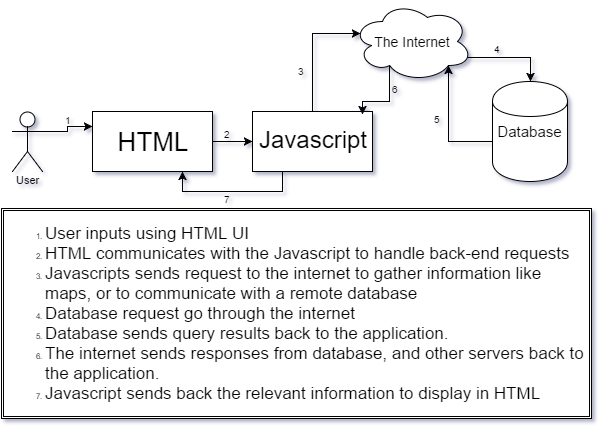 The Internet
4
3
6
1
HTML
2
Javascript
5
Database
User
7
1. User inputs using HTML UI
2. HTML communicates with the Javascript to handle back-end requests
3. Javascripts sends request to the internet to gather information like
maps, or to communicate with a remote database
4. Database request go through the internet
5. Database sends query results back to the application.
6. The internet sends responses from database, and other servers back to
the application.
7. Javascript sends back the relevant information to display in HTML